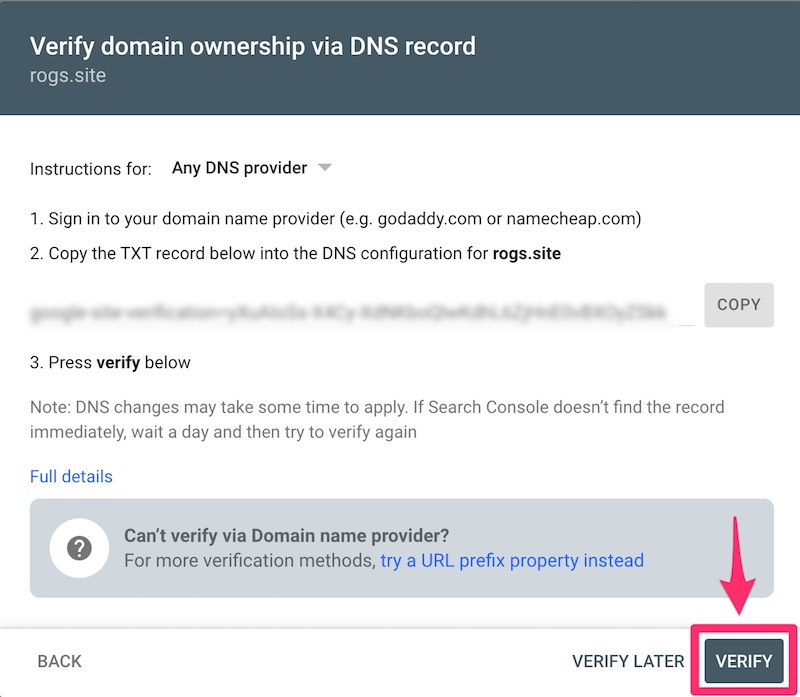 Verify domain ownership via DNS record
rogs.site
Instructions for: Any DNS provider
1. Sign in to your domain name provider (e.g. godaddy.com or namecheap.com)
2. Copy the TXT record below into the DNS configuration for rogs.site
COPY
3. Press verify below
Note: DNS changes may take some time to apply. If Search Console doesn’t find the record
immediately, wait a day and then try to verify again
Full details
Can’t verify via Domain name provider?
For more verification methods, try a URL prefix property instead
BACK VERIFY LATER VERIFY